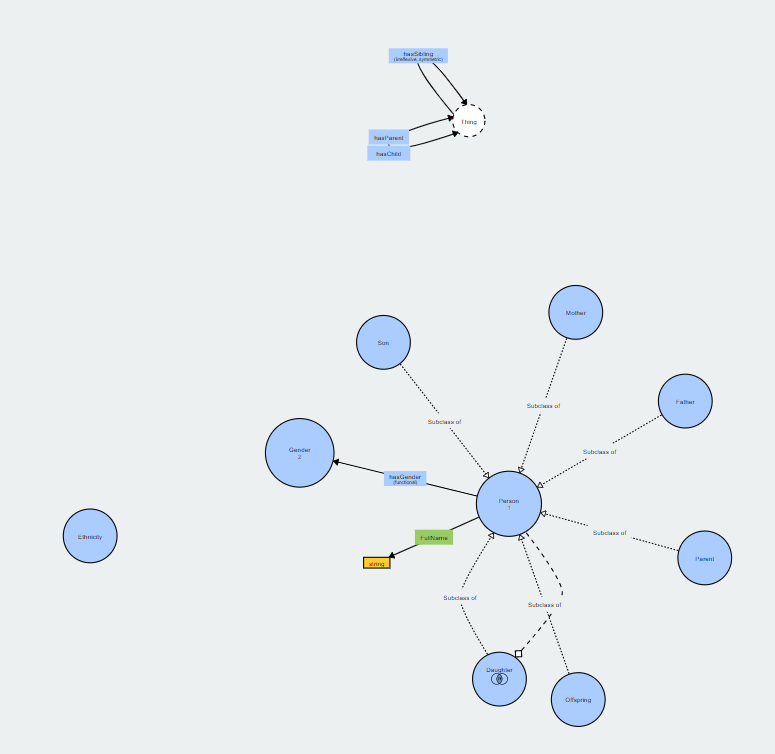 hasSibling
(irreflexive, symmetric)
Thing
hasParent
hasChild
Mother
Son
Father
Subclass of
Subclass of
Gender
2
Subclass of
hasGender
(functional)
Person
1
Ethnicity
FullName
Subclass of
Parent
string
Subclass of
Subclass of
Daughter
Offspring